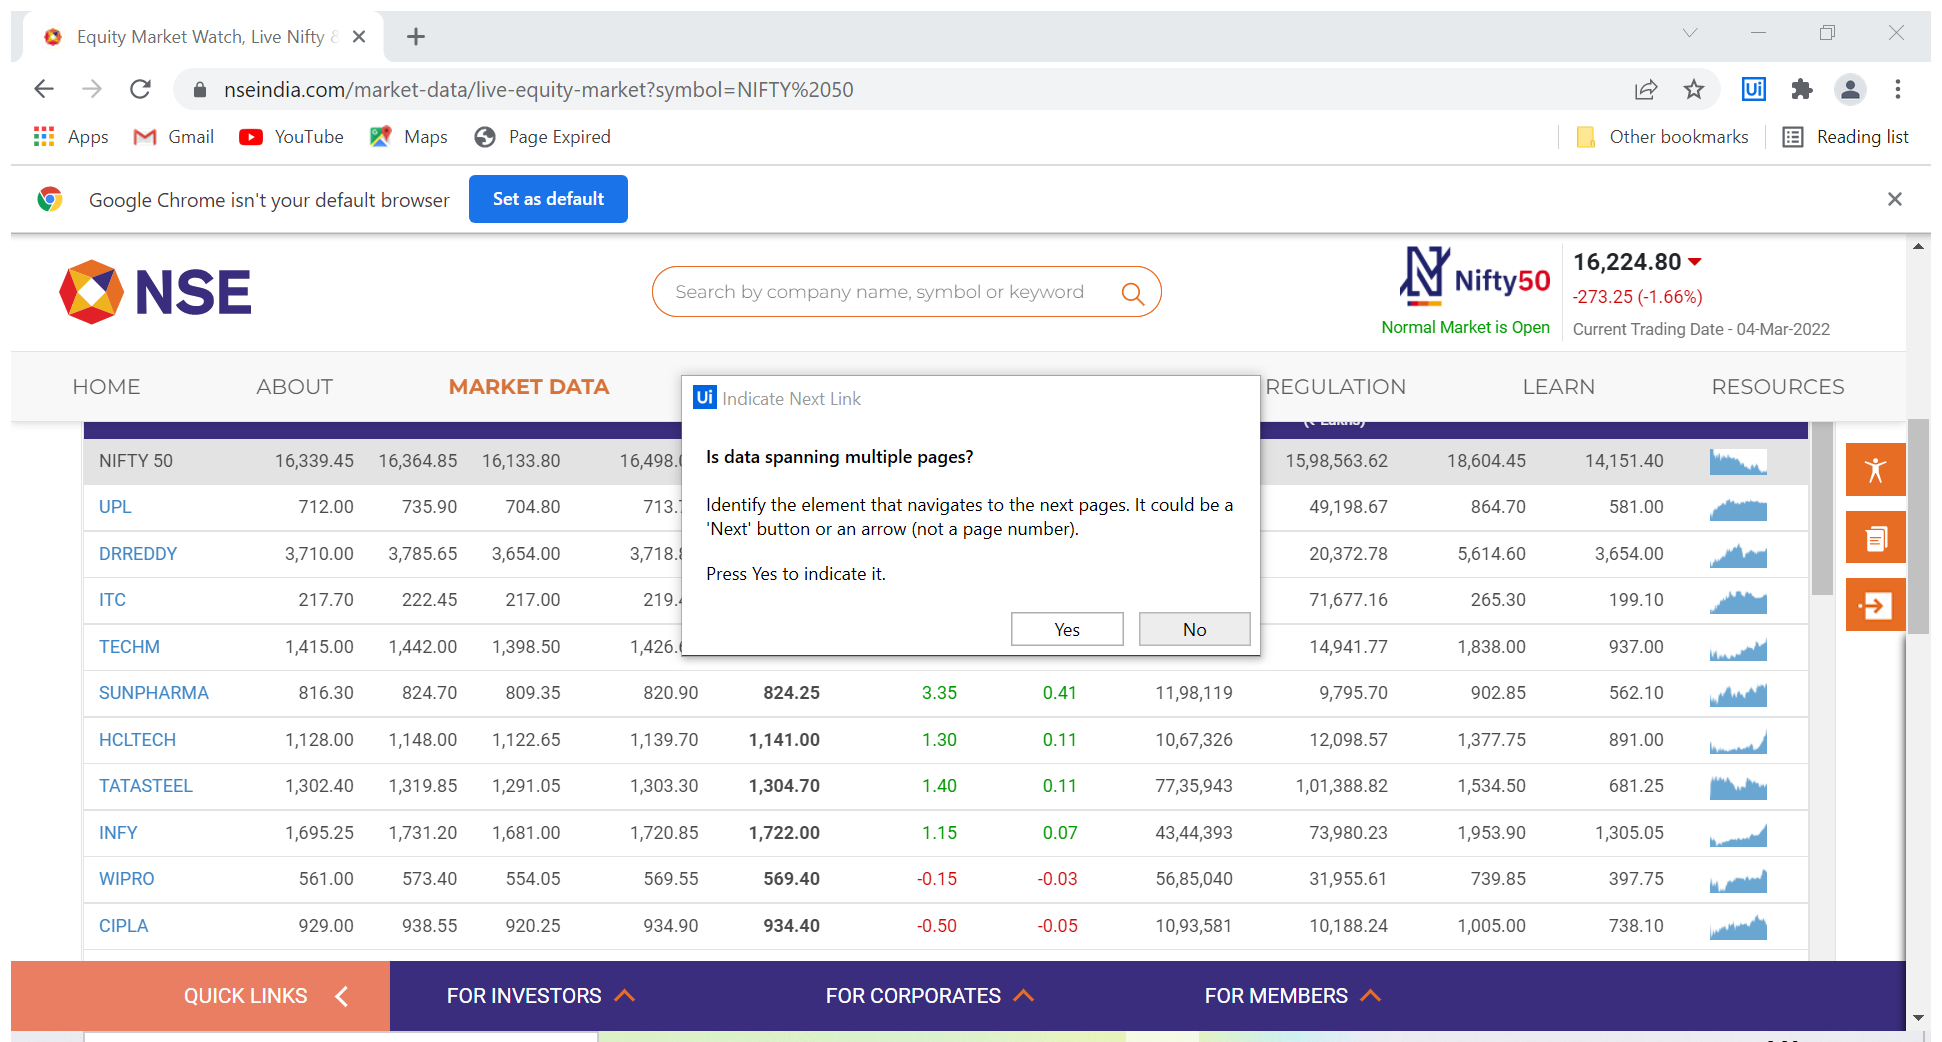 Equity Market Watch, Live Nifty &
nseindia.com/market-data/live-equity-market?symbol=NIFTY%2050
Ui
Apps Gmail YouTube Maps Page Expired Other bookmarks Reading list
Google Chrome isn't your default browser Set as default
NSE
Search by company name, symbol or keyword
Nifty50
Normal Market is Open
16,224.80
-273.25 (-1.66%)
Current Trading Date - 04-Mar-2022
HOME ABOUT MARKET DATA REGULATION LEARN RESOURCES
(₹ Lakhs)
Ui Indicate Next Link
Is data spanning multiple pages?
Identify the element that navigates to the next pages. It could be a
'Next' button or an arrow (not a page number).
Press Yes to indicate it.
Yes No
NIFTY 50 16,339.45 16,364.85 16,133.80 16,498.0 15,98,563.62 18,604.45 14,151.40
UPL 712.00 735.90 704.80 713. 49,198.67 864.70 581.00
DRREDDY 3,710.00 3,785.65 3,654.00 3,718. 20,372.78 5,614.60 3,654.00
ITC 217.70 222.45 217.00 219. 71,677.16 265.30 199.10
TECHM 1,415.00 1,442.00 1,398.50 1,426. 14,941.77 1,838.00 937.00
SUNPHARMA 816.30 824.70 809.35 820.90 824.25 3.35 0.41 11,98,119 9,795.70 902.85 562.10
HCLTECH 1,128.00 1,148.00 1,122.65 1,139.70 1,141.00 1.30 0.11 10,67,326 12,098.57 1,377.75 891.00
TATASTEEL 1,302.40 1,319.85 1,291.05 1,303.30 1,304.70 1.40 0.11 77,35,943 1,01,388.82 1,534.50 681.25
INFY 1,695.25 1,731.20 1,681.00 1,720.85 1,722.00 1.15 0.07 43,44,393 73,980.23 1,953.90 1,305.05
WIPRO 561.00 573.40 554.05 569.55 569.40 -0.15 -0.03 56,85,040 31,955.61 739.85 397.75
CIPLA 929.00 938.55 920.25 934.90 934.40 -0.50 -0.05 10,93,581 10,188.24 1,005.00 738.10
QUICK LINKS FOR INVESTORS FOR CORPORATES FOR MEMBERS